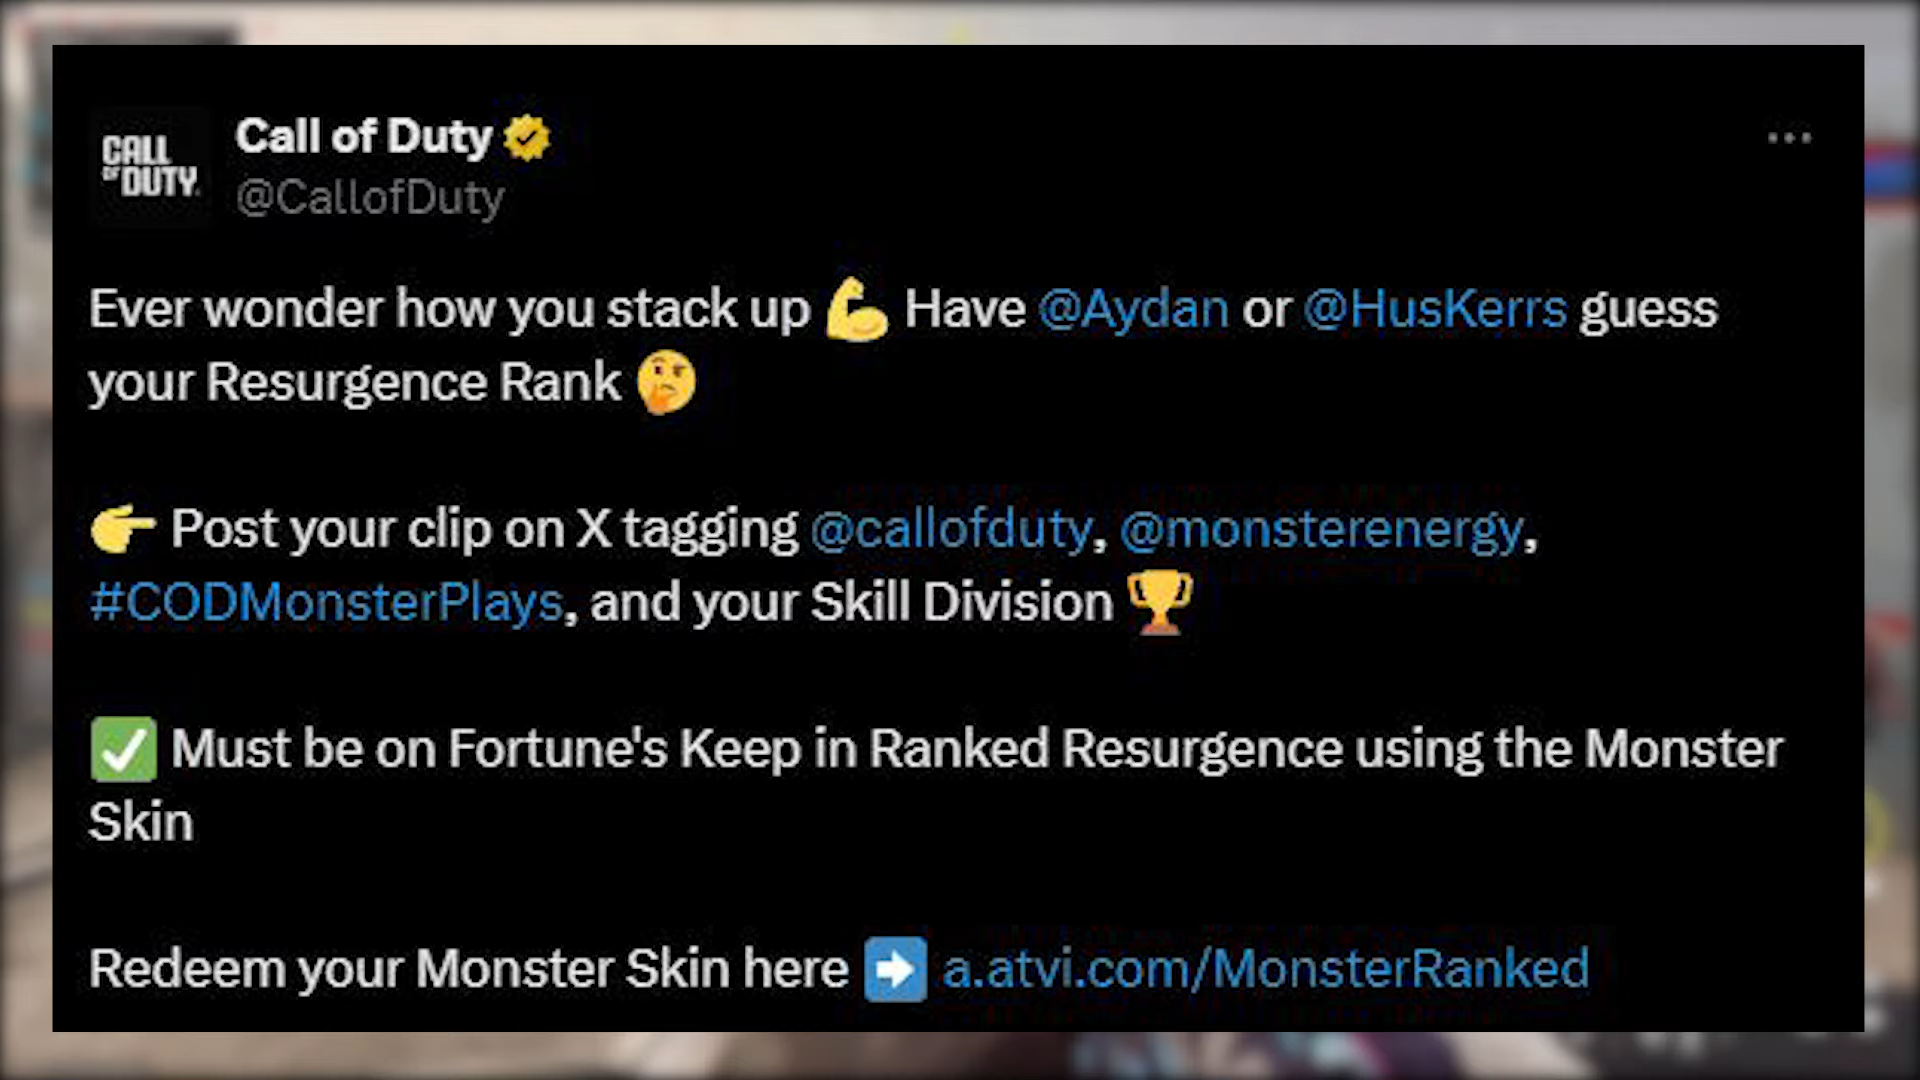 CALL
OF DUTY.
Call of Duty
@CallofDuty
Ever wonder how you stack up 💪 Have @Aydan or @HusKerrs guess
your Resurgence Rank 🤔
👉 Post your clip on X tagging @callofduty, @monsterenergy,
#CODMonsterPlays, and your Skill Division 🏆
✅ Must be on Fortune's Keep in Ranked Resurgence using the Monster
Skin
Redeem your Monster Skin here ➡️ a.atvi.com/MonsterRanked